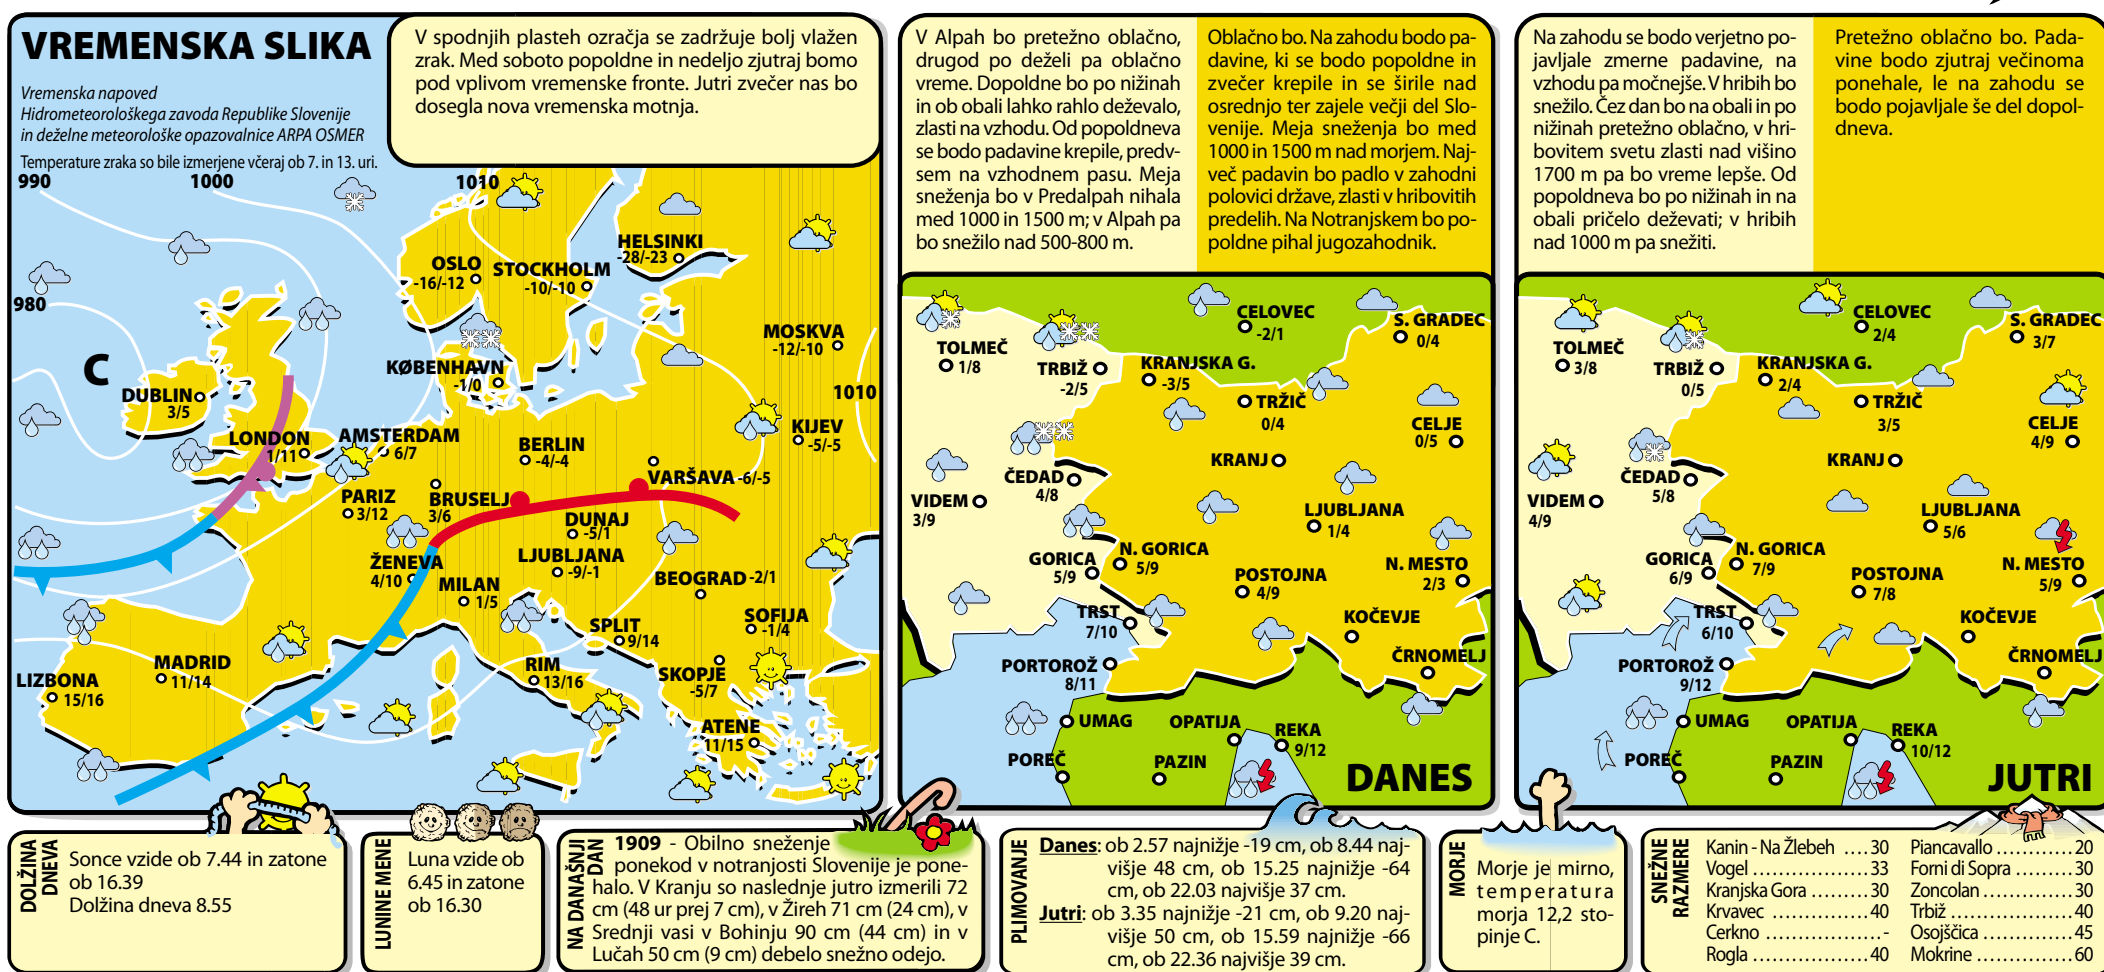 VREMENSKA SLIKA
Vremenska napoved
Hidrometeorološkega zavoda Republike Slovenije
in deželne meteorološke opazovalnice ARPA OSMER
Temperature zraka so bile izmerjene včeraj ob 7. in 13. uri.
V spodnjih plasteh ozračja se zadržuje bolj vlažen
zrak. Med soboto popoldne in nedeljo zjutraj bomo
pod vplivom vremenske fronte. Jutri zvečer nas bo
dosegla nova vremenska motnja.
990
1000
1010
980
1010
C
HELSINKI
-28/-23
OSLO
-16/-12
STOCKHOLM
-10/-10
MOSKVA
-12/-10
KØBENHAVN
-1/0
DUBLIN
3/5
LONDON
1/11
AMSTERDAM
6/7
BERLIN
-4/-4
KIJEV
-5/-5
VARŠAVA -6/-5
PARIZ
3/12
BRUSELJ
3/6
DUNAJ
-5/1
ŽENEVA
4/10
LJUBLJANA
-9/-1
MILAN
1/5
BEOGRAD -2/1
SOFIJA
-1/4
SPLIT
9/14
MADRID
11/14
LIZBONA
15/16
RIM
13/16
SKOPJE
-5/7
ATENE
11/15
V Alpah bo pretežno oblačno,
drugod po deželi pa oblačno
vreme. Dopoldne bo po nižinah
in ob obali lahko rahlo deževalo,
zlasti na vzhodu. Od popoldneva
se bodo padavine krepile, predv-
sem na vzhodnem pasu. Meja
sneženja bo v Predalpah nihala
med 1000 in 1500 m; v Alpah pa
bo snežilo nad 500-800 m.
Oblačno bo. Na zahodu bodo pa-
davine, ki se bodo popoldne in
zvečer krepile in se širile nad
osrednjo ter zajele večji del Slo-
venije. Meja sneženja bo med
1000 in 1500 m nad morjem. Naj-
več padavin bo padlo v zahodni
polovici države, zlasti v hribovitih
predelih. Na Notranjskem bo po-
poldne pihal jugozahodnik.
CELOVEC
-2/1
S. GRADEC
0/4
TOLMEČ
1/8
TRBIŽ
-2/5
KRANJSKA G.
-3/5
TRŽIČ
0/4
CELJE
0/5
KRANJ
ČEDAD
4/8
VIDEM
3/9
LJUBLJANA
1/4
GORICA
5/9
N. GORICA
5/9
POSTOJNA
4/9
N. MESTO
2/3
TRST
7/10
KOČEVJE
PORTOROŽ
8/11
ČRNOMELJ
UMAG
OPATIJA
REKA
9/12
POREČ
PAZIN
DANES
Na zahodu se bodo verjetno po-
javljale zmerne padavine, na
vzhodu pa močnejše. V hribih bo
snežilo. Čez dan bo na obali in po
nižinah pretežno oblačno, v hri-
bovitem svetu zlasti nad višino
1700 m pa bo vreme lepše. Od
popoldneva bo po nižinah in na
obali pričelo deževati; v hribih
nad 1000 m pa snežiti.
Pretežno oblačno bo. Pada-
vine bodo zjutraj večinoma
ponehale, le na zahodu se
bodo pojavljale še del dopol-
dneva.
CELOVEC
2/4
S. GRADEC
3/7
TOLMEČ
3/8
TRBIŽ
0/5
KRANJSKA G.
2/4
TRŽIČ
3/5
CELJE
4/9
KRANJ
ČEDAD
5/8
VIDEM
4/9
LJUBLJANA
5/6
GORICA
6/9
N. GORICA
7/9
POSTOJNA
7/8
N. MESTO
5/9
TRST
6/10
KOČEVJE
PORTOROŽ
9/12
ČRNOMELJ
UMAG
OPATIJA
REKA
10/12
POREČ
PAZIN
JUTRI
DOLŽINA
DNEVA
Sonce vzide ob 7.44 in zatone
ob 16.39
Dolžina dneva 8.55
LUNINE MENE
Luna vzide ob
6.45 in zatone
ob 16.30
NA DANAŠNJI
DAN
1909 - Obilno sneženje
ponekod v notranjosti Slovenije je pone-
halo. V Kranju so naslednje jutro izmerili 72
cm (48 ur prej 7 cm), v Žireh 71 cm (24 cm), v
Srednji vasi v Bohinju 90 cm (44 cm) in v
Lučah 50 cm (9 cm) debelo snežno odejo.
PLIMOVANJE
Danes: ob 2.57 najnižje -19 cm, ob 8.44 naj-
višje 48 cm, ob 15.25 najnižje -64
cm, ob 22.03 najvišje 37 cm.
Jutri: ob 3.35 najnižje -21 cm, ob 9.20 naj-
višje 50 cm, ob 15.59 najnižje -66
cm, ob 22.36 najvišje 39 cm.
MORJE
Morje je mirno,
temperatura
morja 12,2 sto-
pinje C.
SNEŽNE
RAZMERE
Kanin - Na Žlebeh ....30
Vogel ....................33
Kranjska Gora .........30
Krvavec .................40
Cerkno ..................-
Rogla ....................40
Piancavallo ............20
Forni di Sopra .........30
Zoncolan ...............30
Trbiž .....................40
Osojščica ...............45
Mokrine .................60